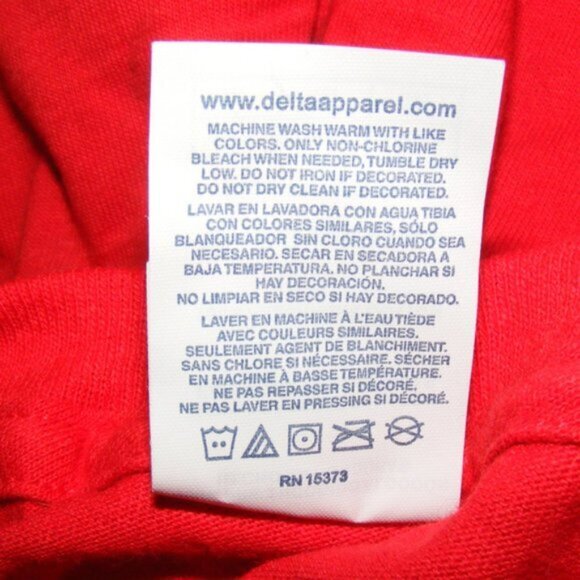 www.deltaapparel.com
MACHINE WASH WARM WITH LIKE
COLORS. ONLY NON-CHLORINE
BLEACH WHEN NEEDED, TUMBLE DRY
LOW. DO NOT IRON IF DECORATED.
DO NOT DRY CLEAN IF DECORATED.
LAVAR EN LAVADORA CON AGUA TIBIA
CON COLORES SIMILARES, SÓLO
BLANQUEADOR SIN CLORO CUANDO SEA
NECESARIO. SECAR EN SECADORA A
BAJA TEMPERATURA. NO PLANCHAR SI
HAY DECORACIÓN.
NO LIMPIAR EN SECO SI HAY DECORADO.
LAVER EN MACHINE À L'EAU TIÈDE
AVEC COULEURS SIMILAIRES.
SEULEMENT AGENT DE BLANCHIMENT.
SANS CHLORE SI NÉCESSAIRE. SÉCHER
EN MACHINE À BASSE TEMPÉRATURE.
NE PAS REPASSER SI DÉCORÉ.
NE PAS LAVER EN PRESSING SI DÉCORÉ.
RN 15373